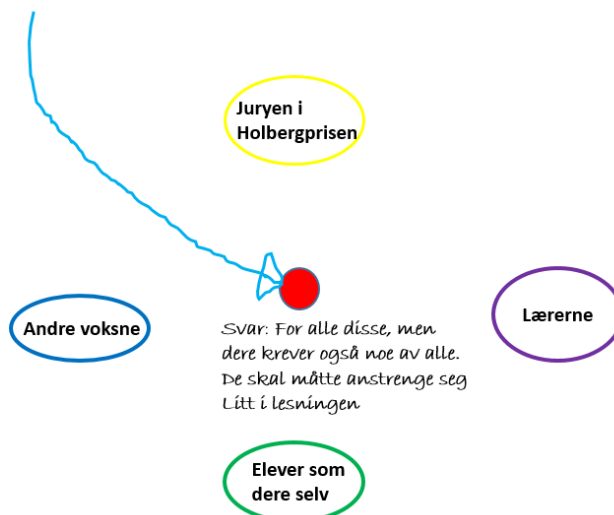 Juryen i
Holbergprisen
Andre voksne
Lærerne
Svar: For alle disse, men
dere krever også noe av alle.
De skal måtte anstrenge seg
Litt i lesningen
Elever som
dere selv